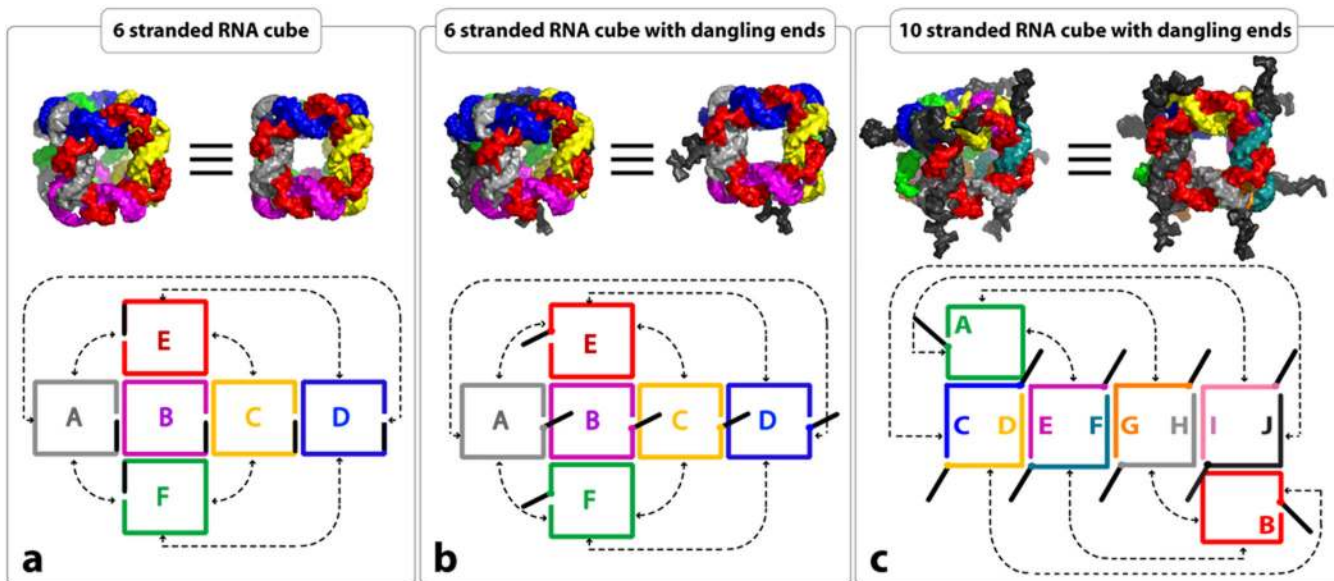 6 stranded RNA cube
6 stranded RNA cube with dangling ends
10 stranded RNA cube with dangling ends
E
A B C D
F
a
E
A B C D
F
b
A
C D E F G H I J
B
c